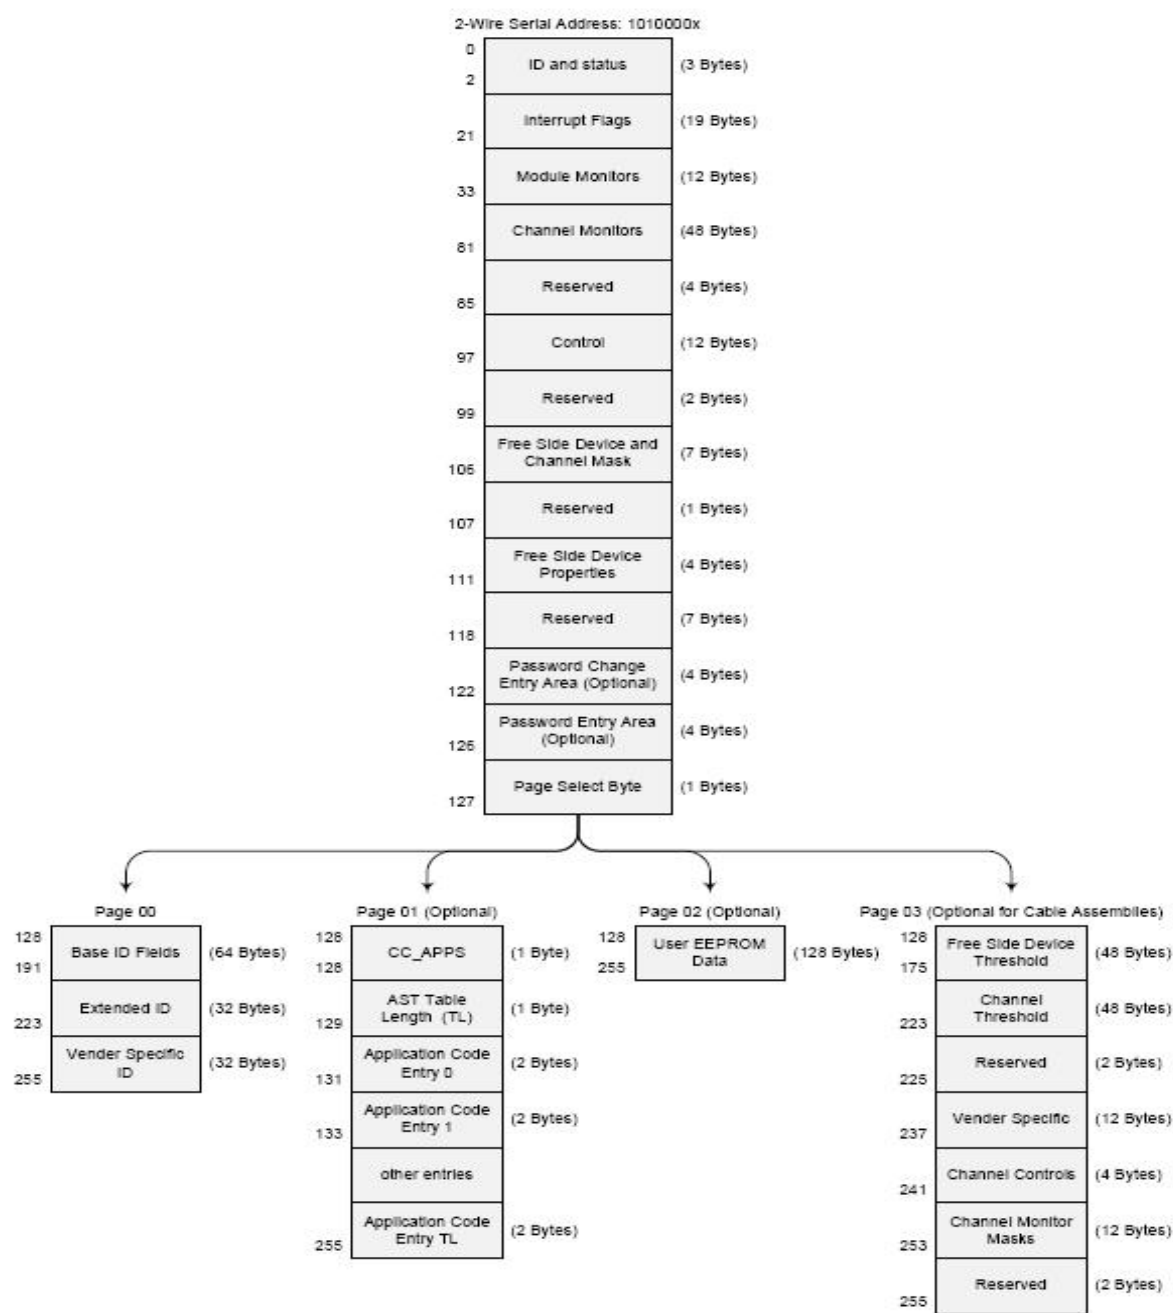 2-Wire Serial Address: 1010000x
0
ID and status (3 Bytes)
2
Interrupt Flags (19 Bytes)
21
Module Monitors (12 Bytes)
33
Channel Monitors (48 Bytes)
81
Reserved (4 Bytes)
85
Control (12 Bytes)
97
Reserved (2 Bytes)
99
Free Side Device and
Channel Mask (7 Bytes)
106
Reserved (1 Bytes)
107
Free Side Device
Properties (4 Bytes)
111
Reserved (7 Bytes)
118
Password Change
Entry Area (Optional) (4 Bytes)
122
Password Entry Area
(Optional) (4 Bytes)
126
Page Select Byte (1 Bytes)
127
Page 00
128
Base ID Fields (64 Bytes)
191
Extended ID (32 Bytes)
223
Vender Specific
ID (32 Bytes)
255
Page 01 (Optional)
128
CC_APPS (1 Byte)
128
AST Table
Length (TL) (1 Byte)
129
Application Code
Entry 0 (2 Bytes)
131
Application Code
Entry 1 (2 Bytes)
133
other entries
Application Code
Entry TL (2 Bytes)
255
Page 02 (Optional)
128
User EEPROM
Data (128 Bytes)
255
Page 03 (Optional for Cable Assemblies)
128
Free Side Device
Threshold (48 Bytes)
175
Channel
Threshold (48 Bytes)
223
Reserved (2 Bytes)
225
Vender Specific (12 Bytes)
237
Channel Controls (4 Bytes)
241
Channel Monitor
Masks (12 Bytes)
253
Reserved (2 Bytes)
255